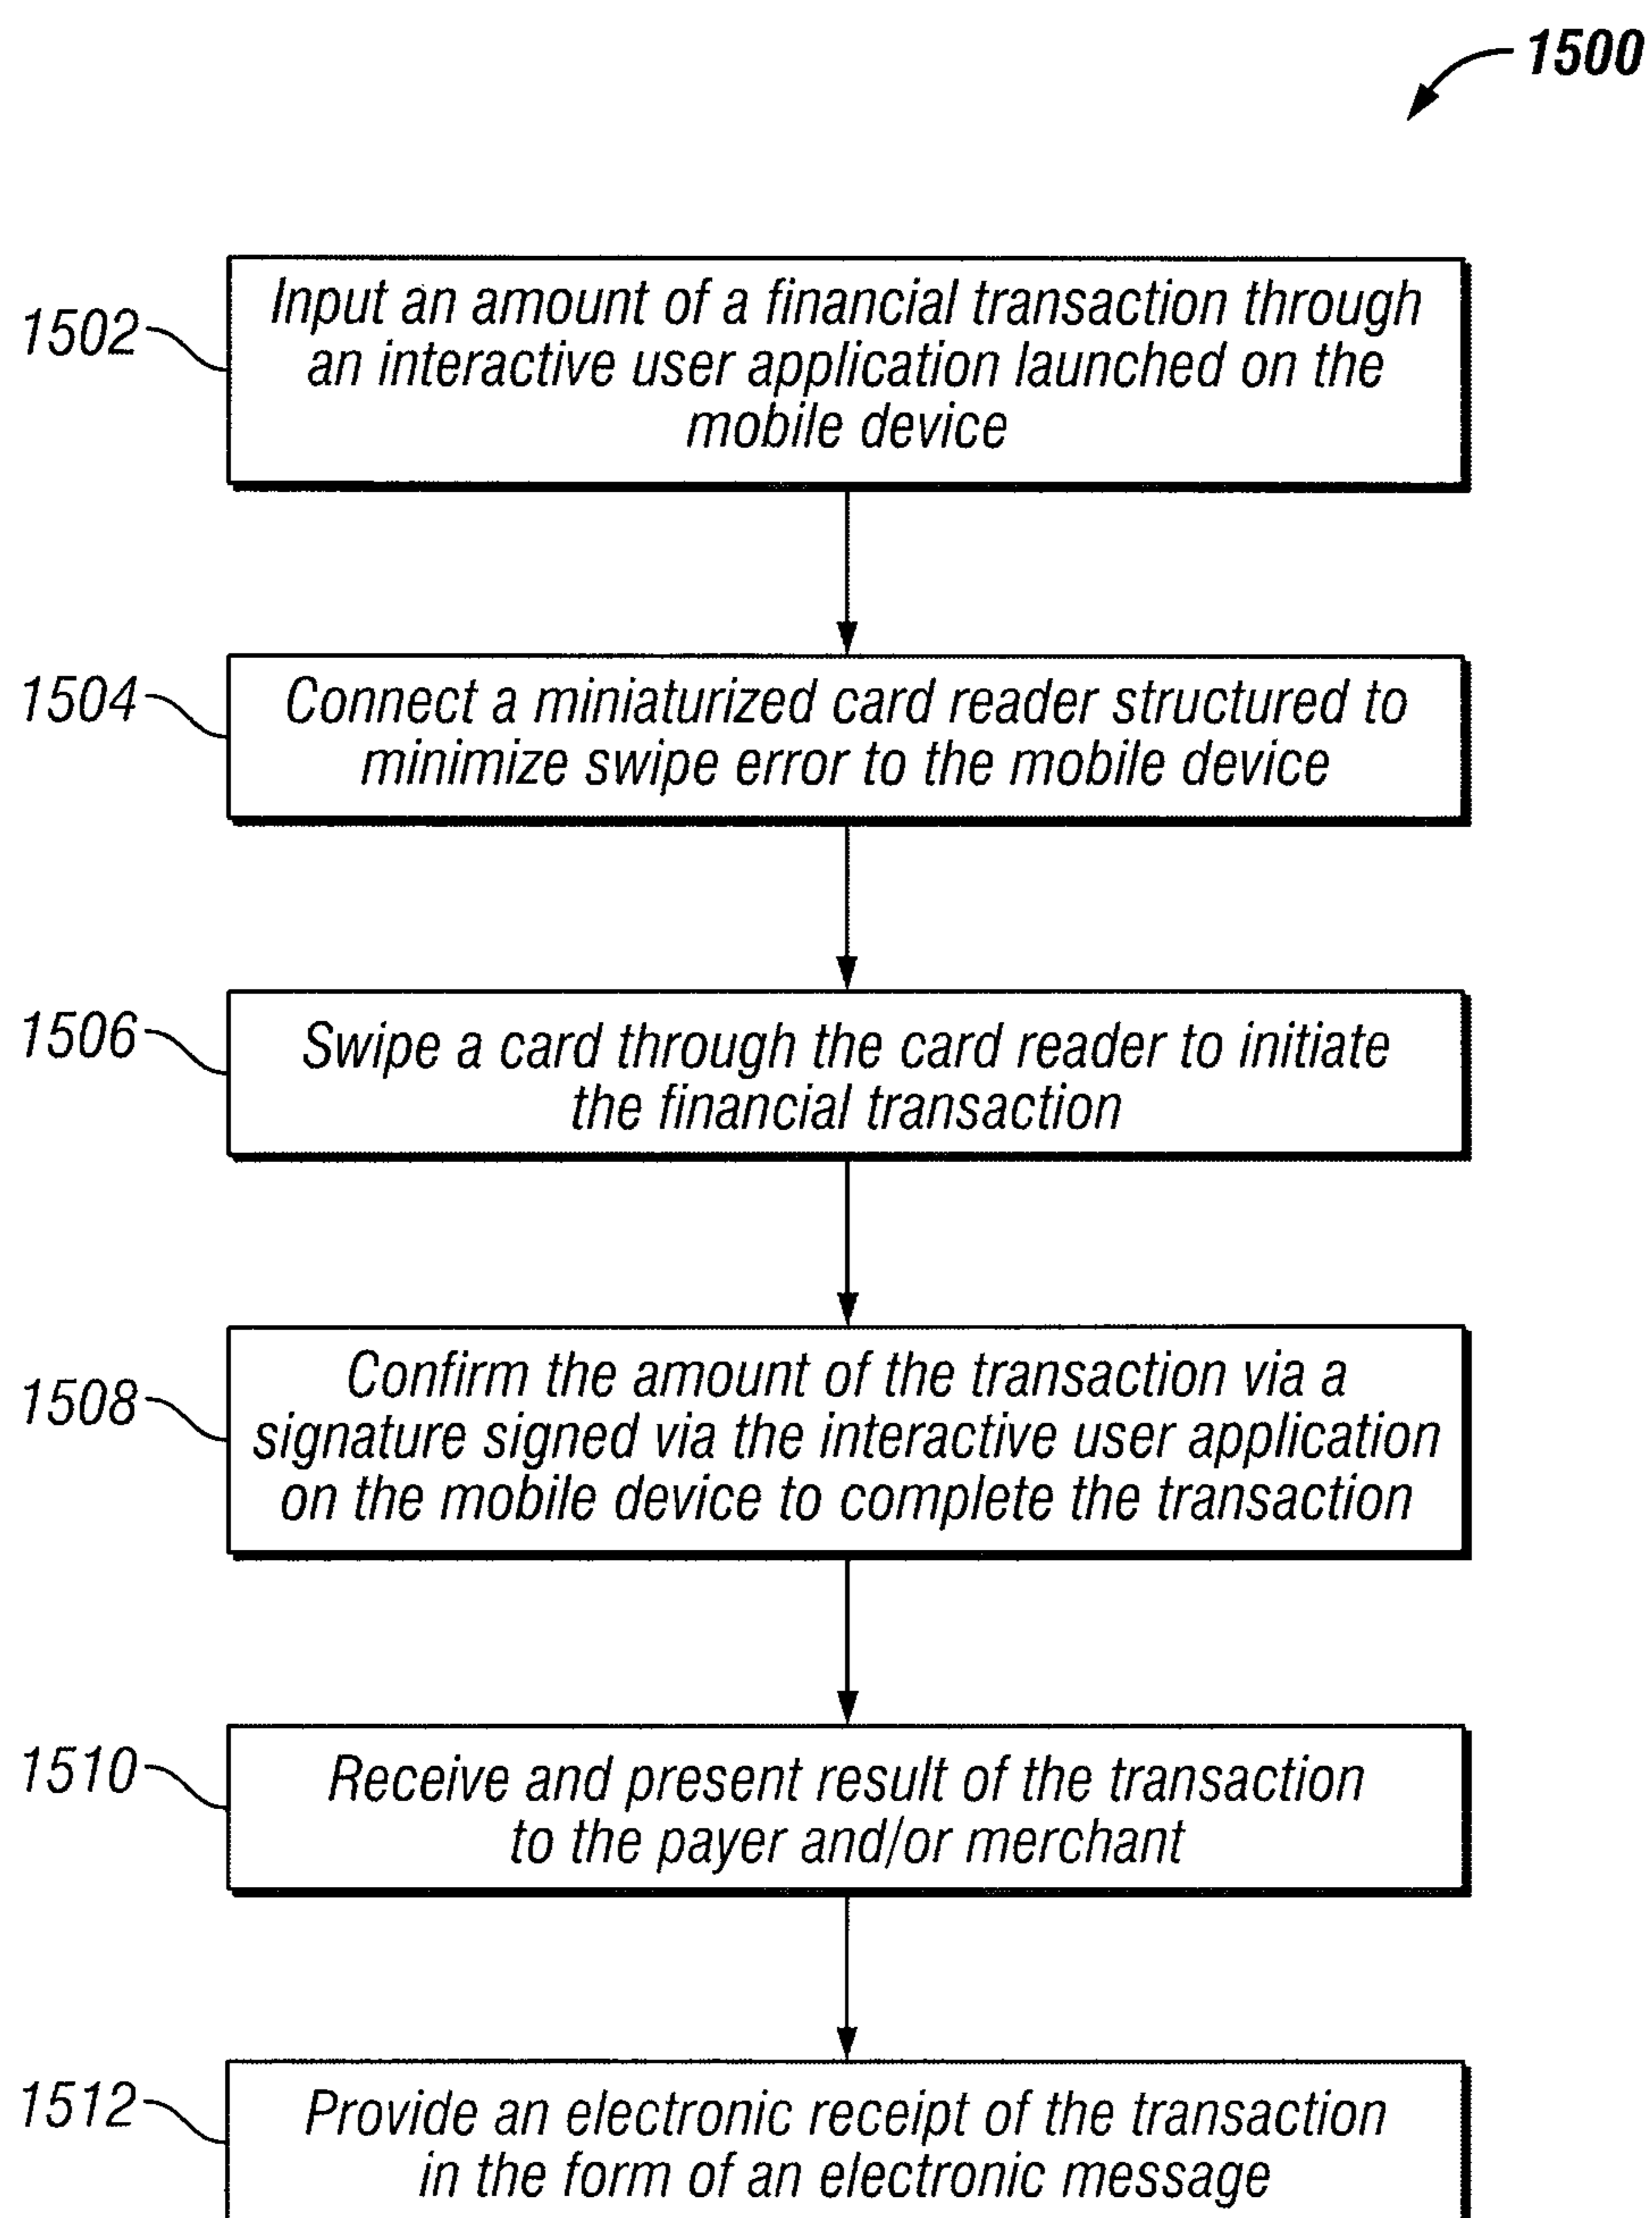 1500
1502
Input an amount of a financial transaction through
an interactive user application launched on the
mobile device
1504
Connect a miniaturized card reader structured to
minimize swipe error to the mobile device
1506
Swipe a card through the card reader to initiate
the financial transaction
1508
Confirm the amount of the transaction via a
signature signed via the interactive user application
on the mobile device to complete the transaction
1510
Receive and present result of the transaction
to the payer and/or merchant
1512
Provide an electronic receipt of the transaction
in the form of an electronic message